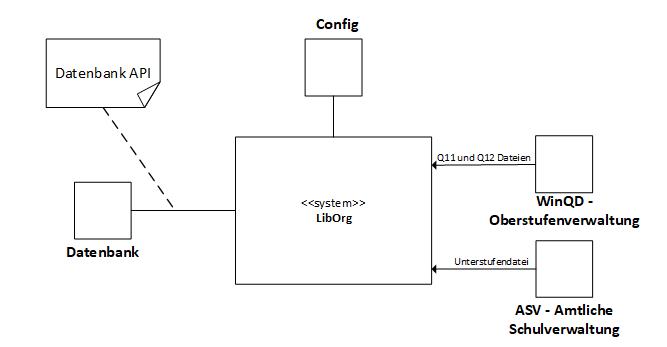 Config
Datenbank API
Q11 und Q12 Dateien
<<system>>
LibOrg
WinQD -
Oberstufenverwaltung
Datenbank
Unterstufendatei
ASV - Amtliche
Schulverwaltung